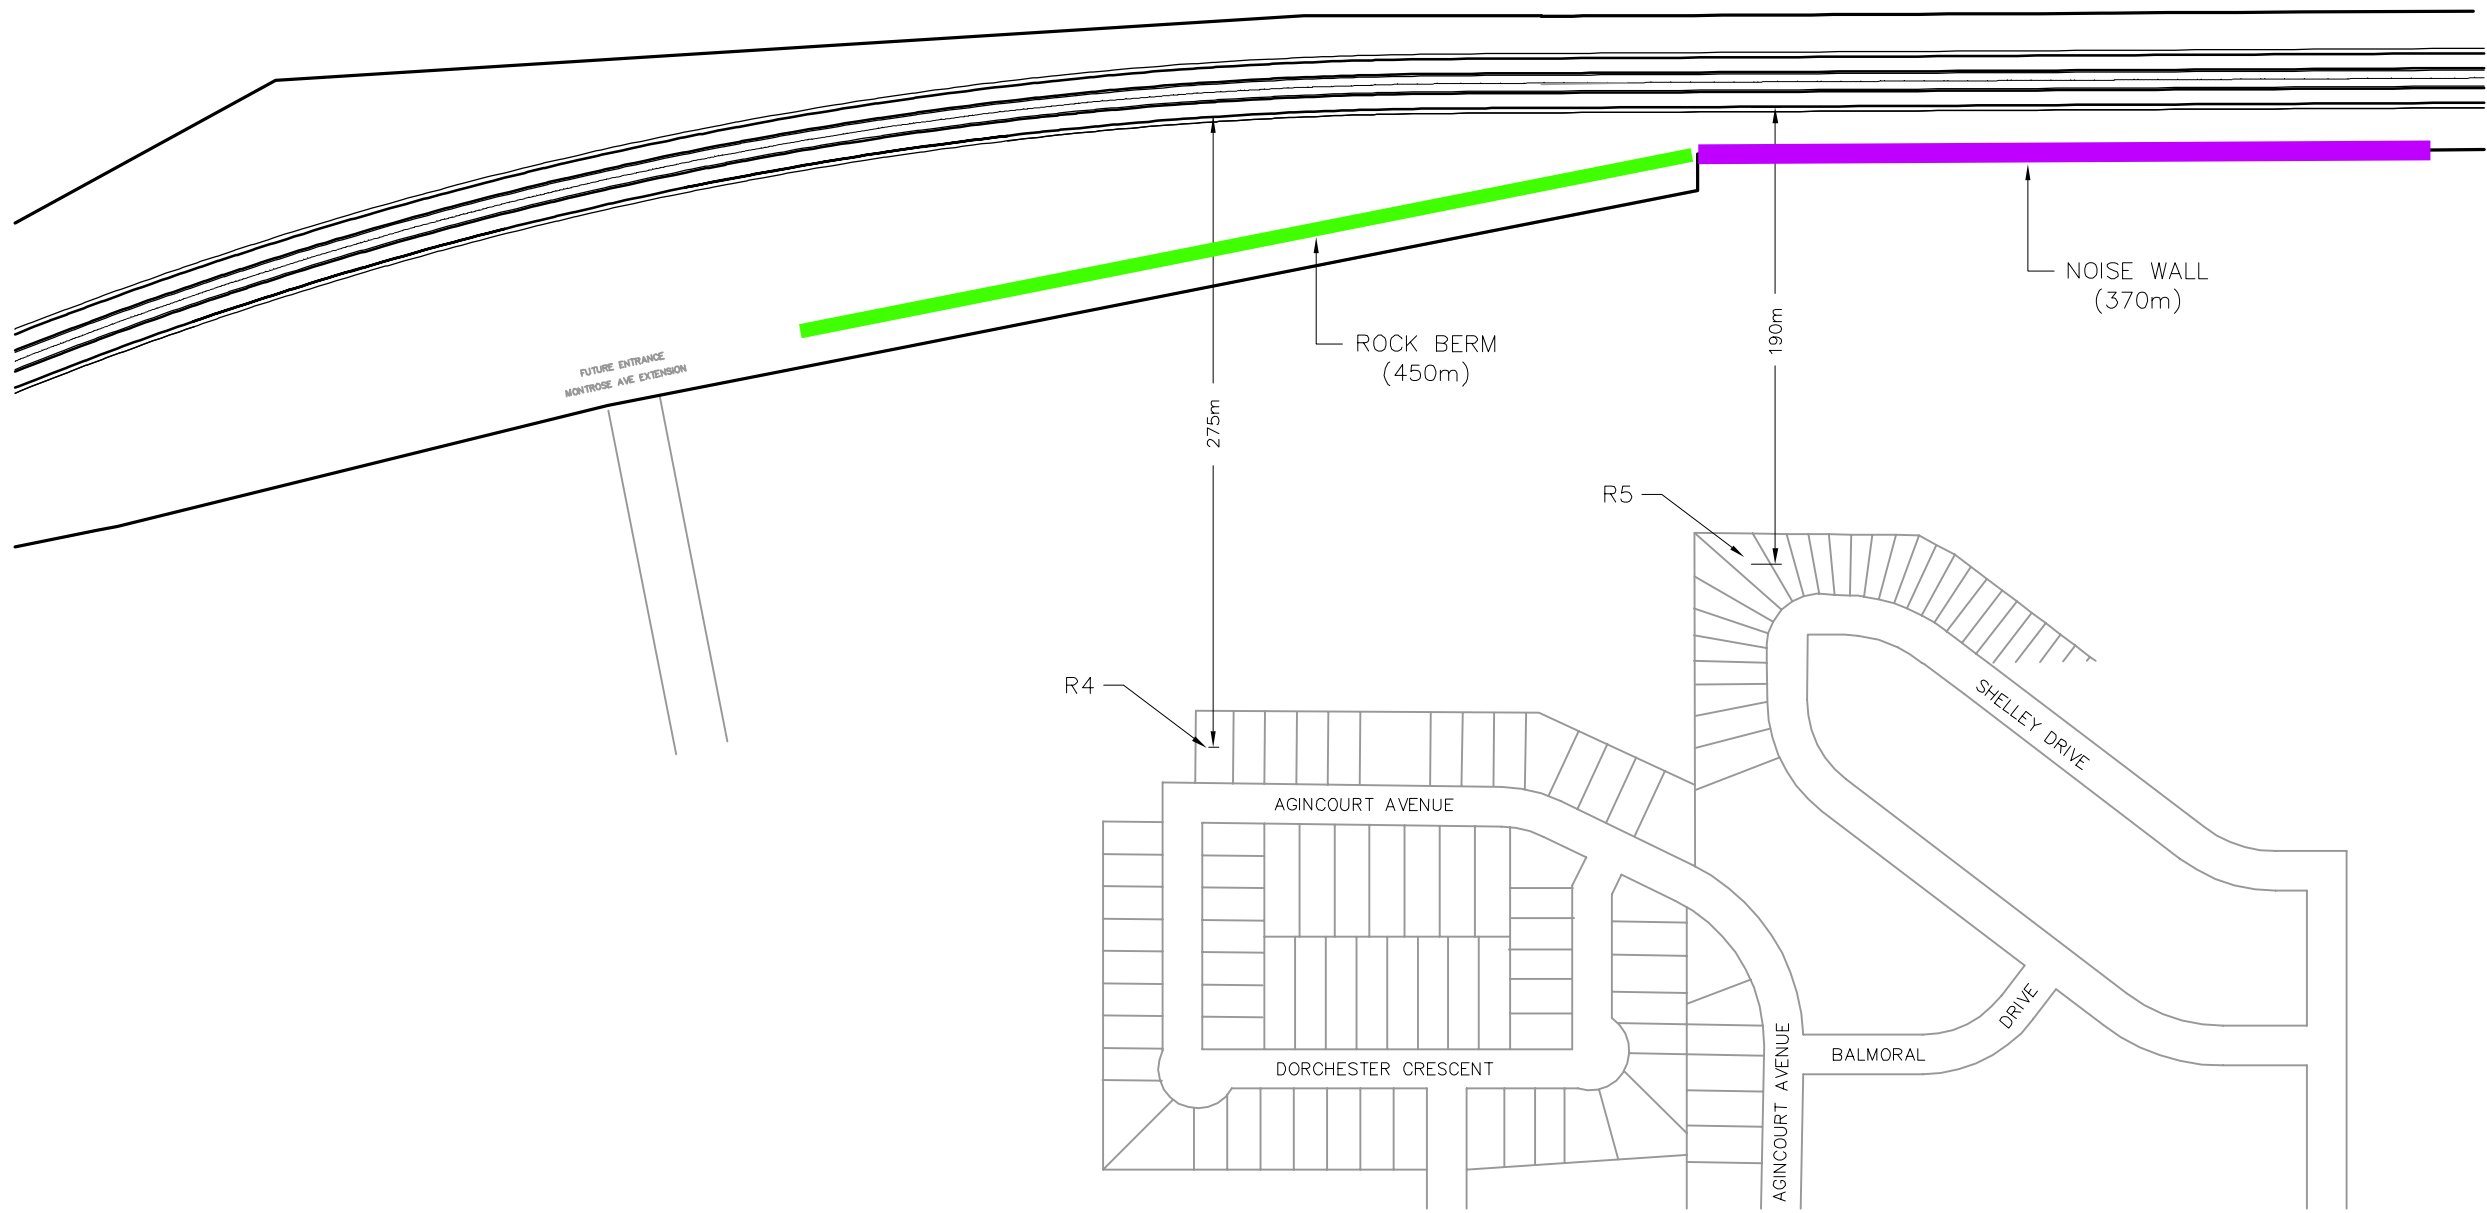 NOISE WALL
(370m)
190m
ROCK BERM
(450m)
FUTURE ENTRANCE
MONTROSE AVE EXTENSION
275m
R5
R4
SHELLEY DRIVE
AGINCOURT AVENUE
DRIVE
BALMORAL
DORCHESTER CRESCENT
AGINCOURT AVENUE